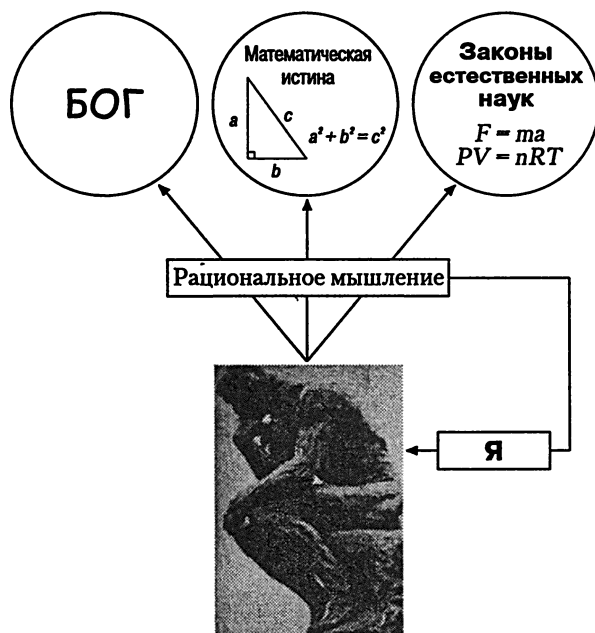 БОГ
Математическая
истина
a
c
b
a² + b² = c²
Законы
естественных
наук
F = ma
PV = nRT
Рациональное мышление
Я